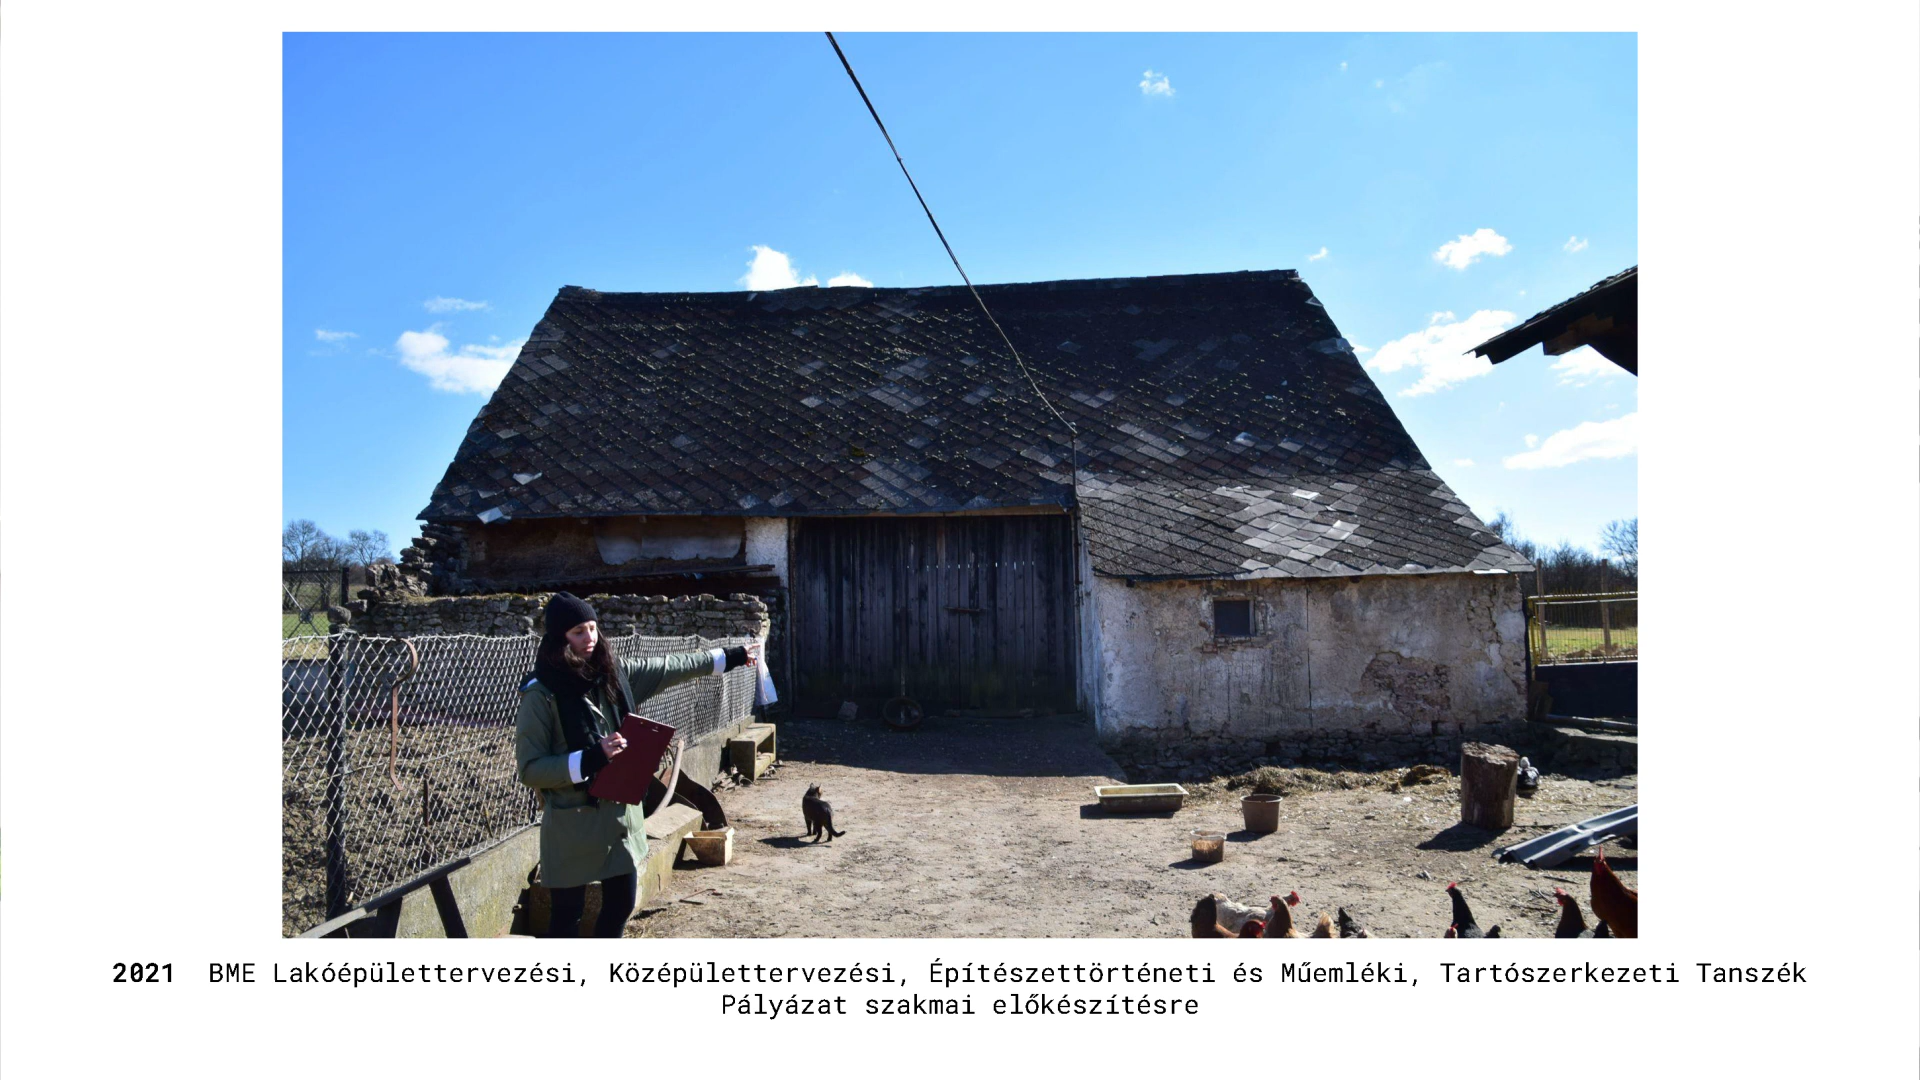 2021 BME Lakóépülettervezési, Középülettervezési, Építészettörténeti és Műemléki, Tartószerkezeti Tanszék
Pályázat szakmai előkészítésre